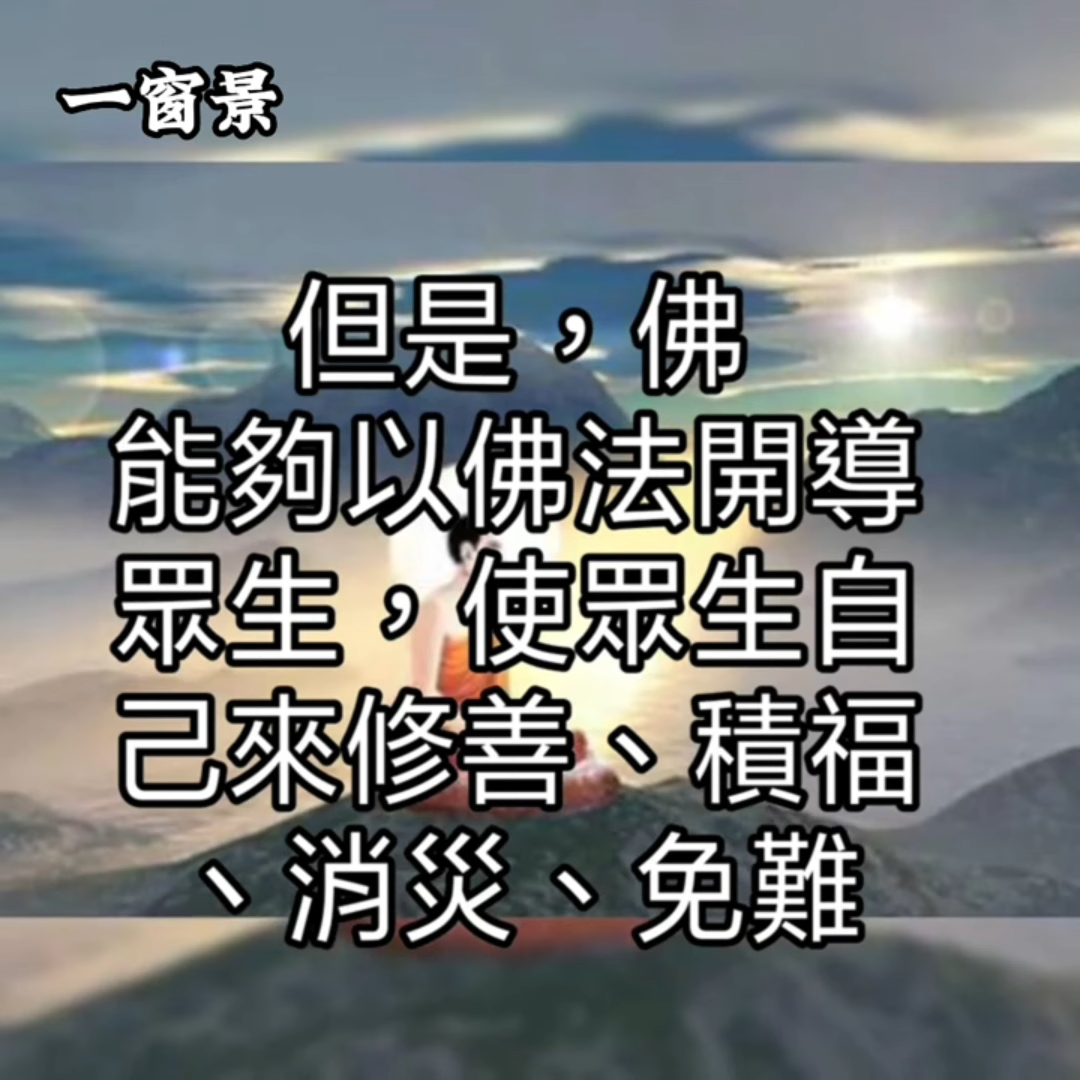 一窗景
但是，佛
能夠以佛法開導
眾生，使眾生自
己來修善、積福
、消災、免難